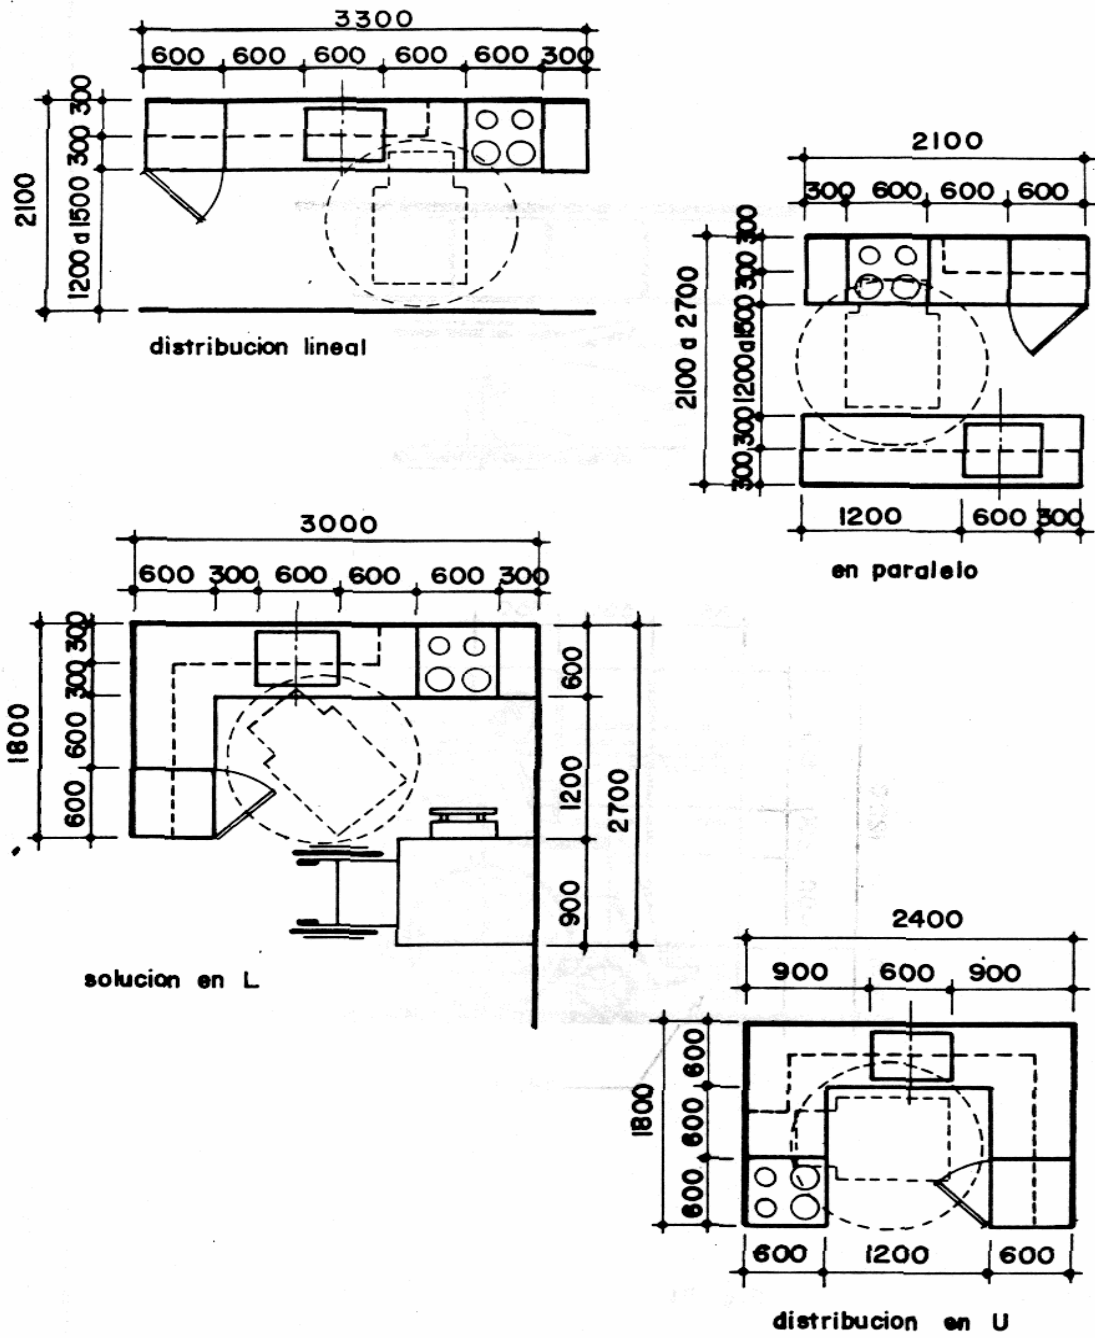 3300
600 600 600 600 600 300
2100
300
300
1200 a 1500
distribucion lineal
2100
300 600 600 600
2100 a 2700
300
300
1200 a 1500
300
300
1200 600 300
en paralelo
3000
600 300 600 600 600 300
1800
300
300
600
600
600
1200
900
2700
solucion en L
2400
900 600 900
1800
600
600
600
600 1200 600
distribucion en U